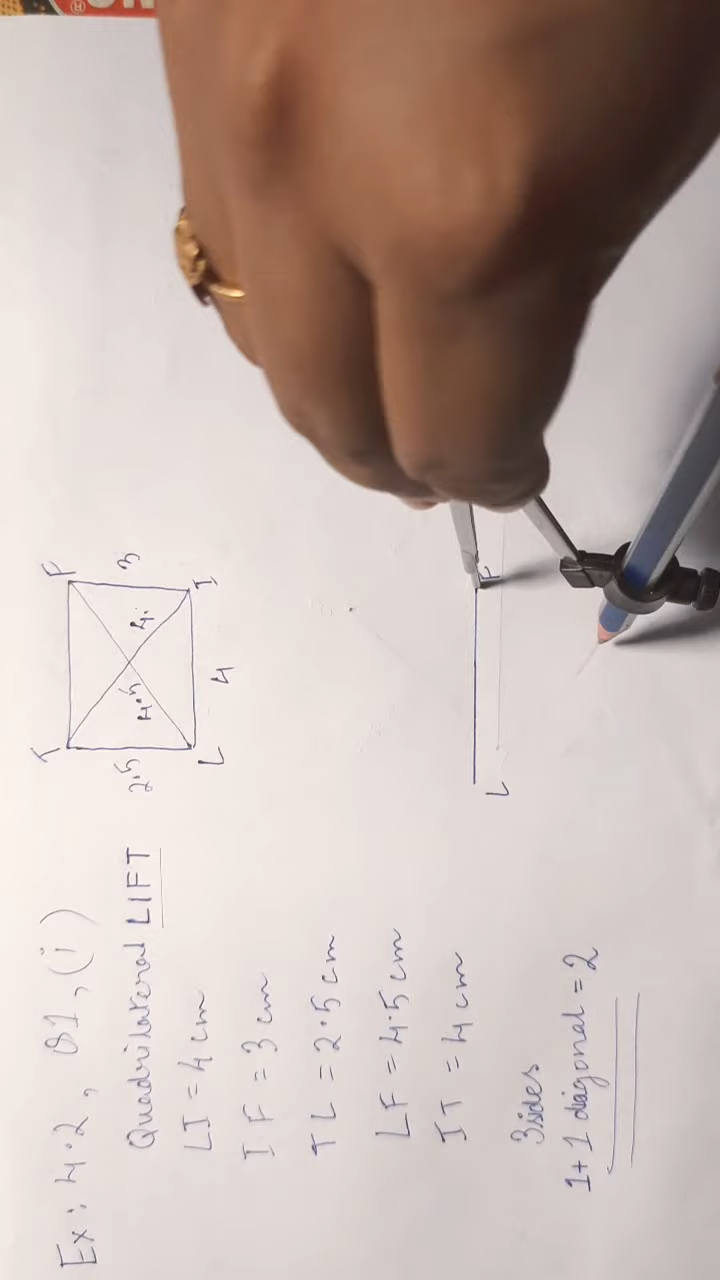 Ex: 4.2, Q1, (i)
Quadrilateral LIFT
LI = 4 cm
IF = 3 cm
TL = 2.5 cm
LF = 4.5 cm
IT = 4 cm
3 sides
1+1 diagonal = 2
T
F
2.5
4.5
4
3
L
4
I
L
F